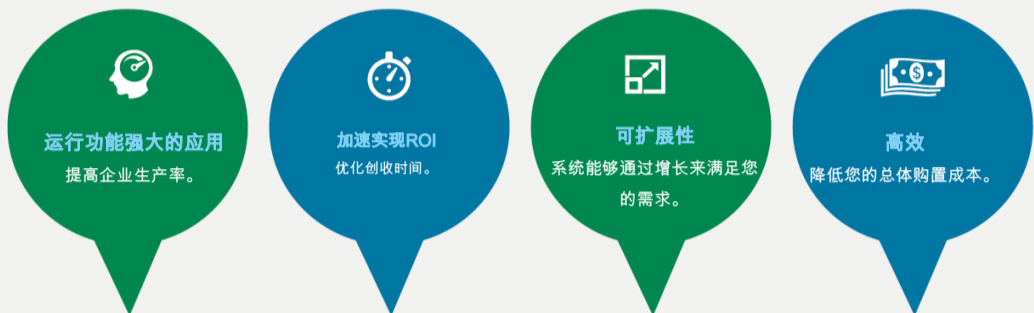 运行功能强大的应用
提高企业生产率。
加速实现ROI
优化创收时间。
可扩展性
系统能够通过增长来满足您
的需求。
高效
降低您的总体购置成本。